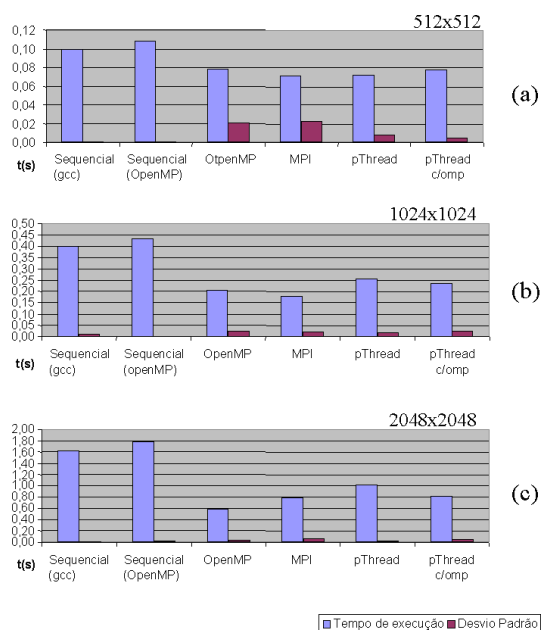 512x512
0,12
0,10
0,08
0,06
0,04
0,02
0,00
(a)
t(s)
Sequencial (gcc)
Sequencial (OpenMP)
OtpenMP
MPI
pThread
pThread c/omp
1024x1024
0,50
0,45
0,40
0,35
0,30
0,25
0,20
0,15
0,10
0,05
0,00
(b)
t(s)
Sequencial (gcc)
Sequencial (openMP)
OpenMP
MPI
pThread
pThread c/omp
2048x2048
2,00
1,80
1,60
1,40
1,20
1,00
0,80
0,60
0,40
0,20
0,00
(c)
t(s)
Sequencial (gcc)
Sequencial (OpenMP)
OpenMP
MPI
pThread
pThread c/omp
Tempo de execução Desvio Padrão